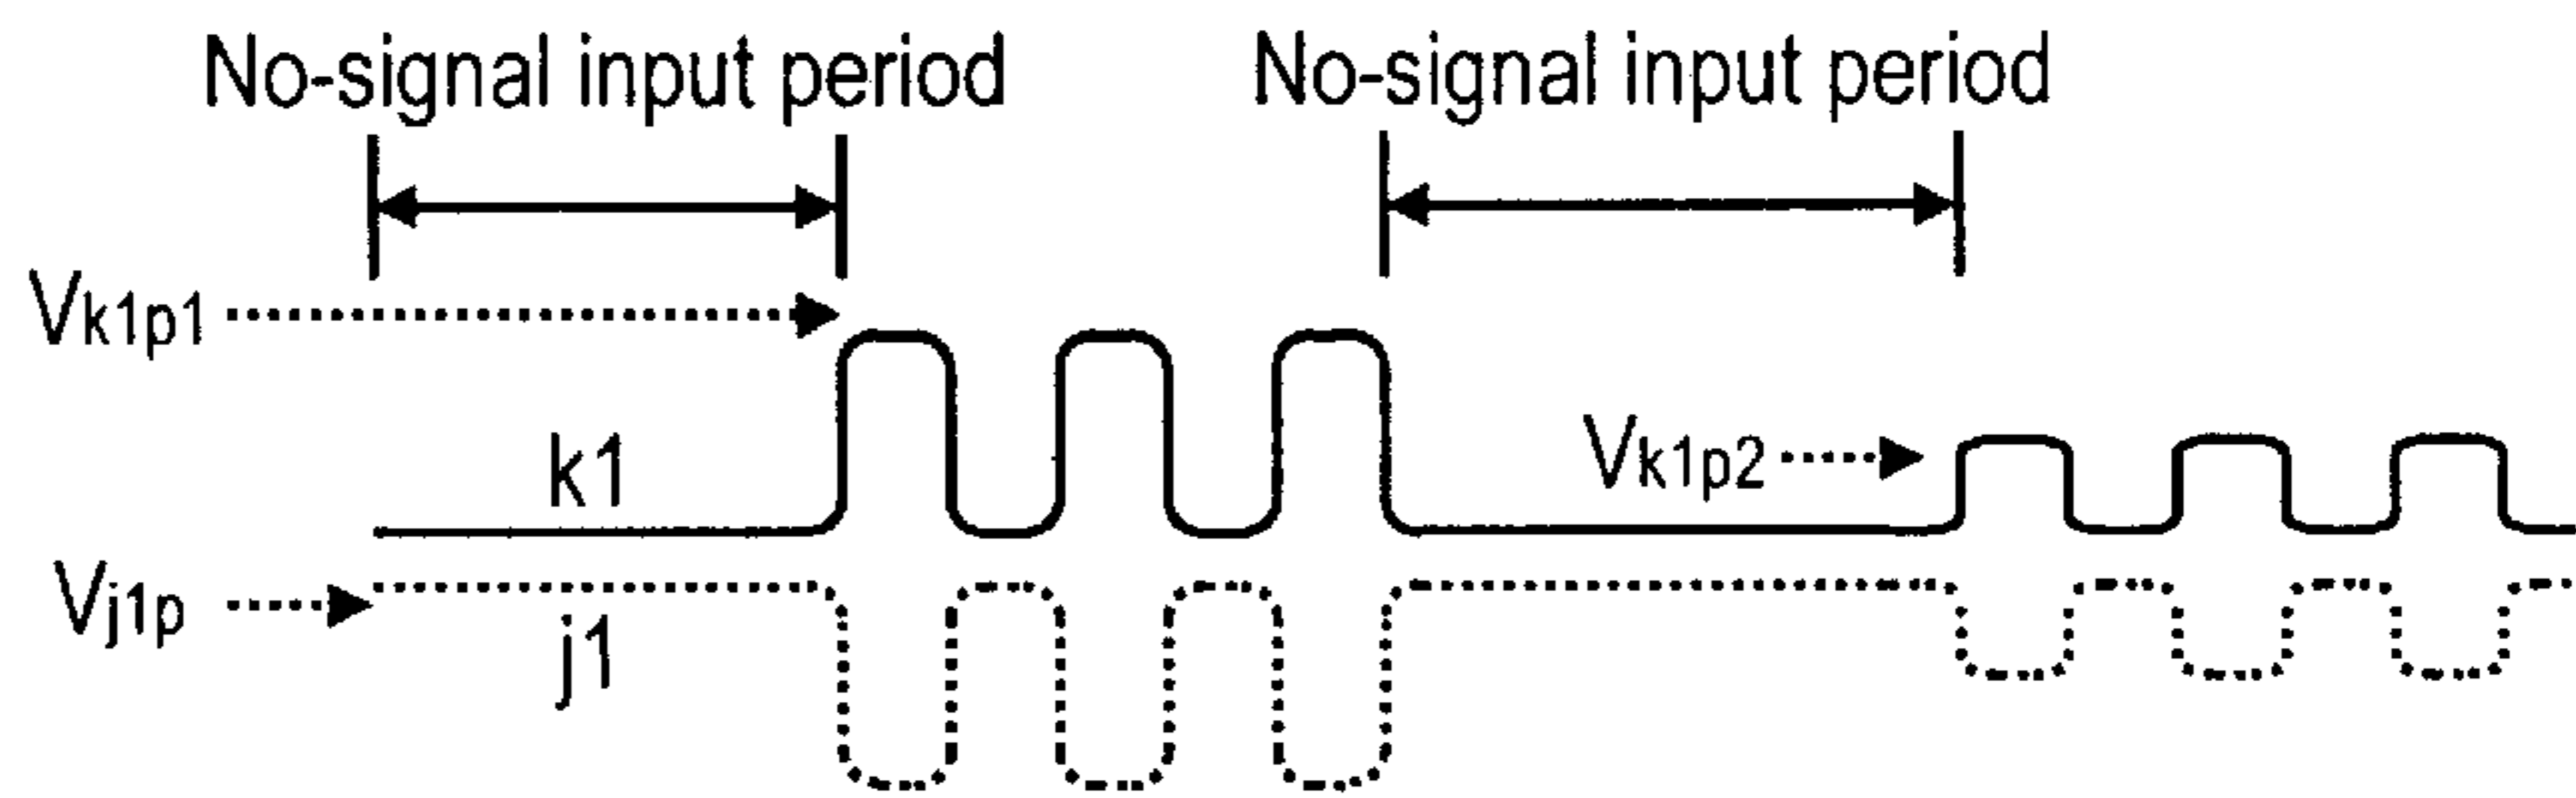 No-signal input period
No-signal input period
Vk1p1
k1
Vk1p2
Vj1p
j1